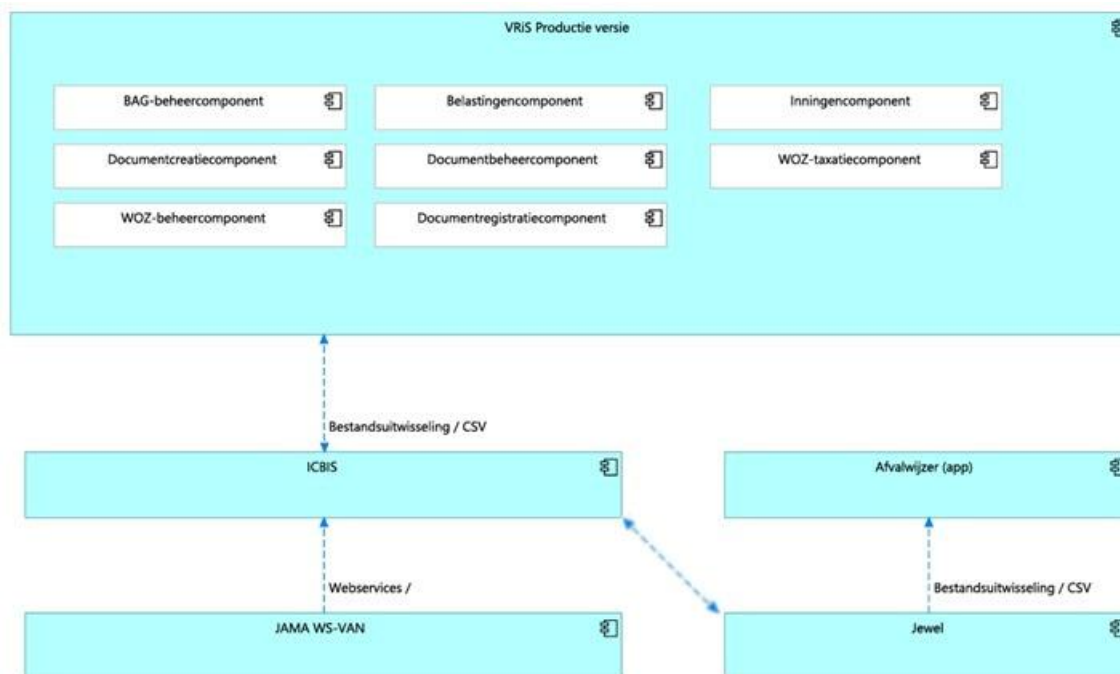 VRiS Productie versie
BAG-beheercomponent
Belastingencomponent
Inningencomponent
Documentcreatiecomponent
Documentbeheercomponent
WOZ-taxatiecomponent
WOZ-beheercomponent
Documentregistratiecomponent
Bestandsuitwisseling / CSV
ICBIS
Afvalwijzer (app)
Webservices /
Bestandsuitwisseling / CSV
JAMA WS-VAN
Jewel